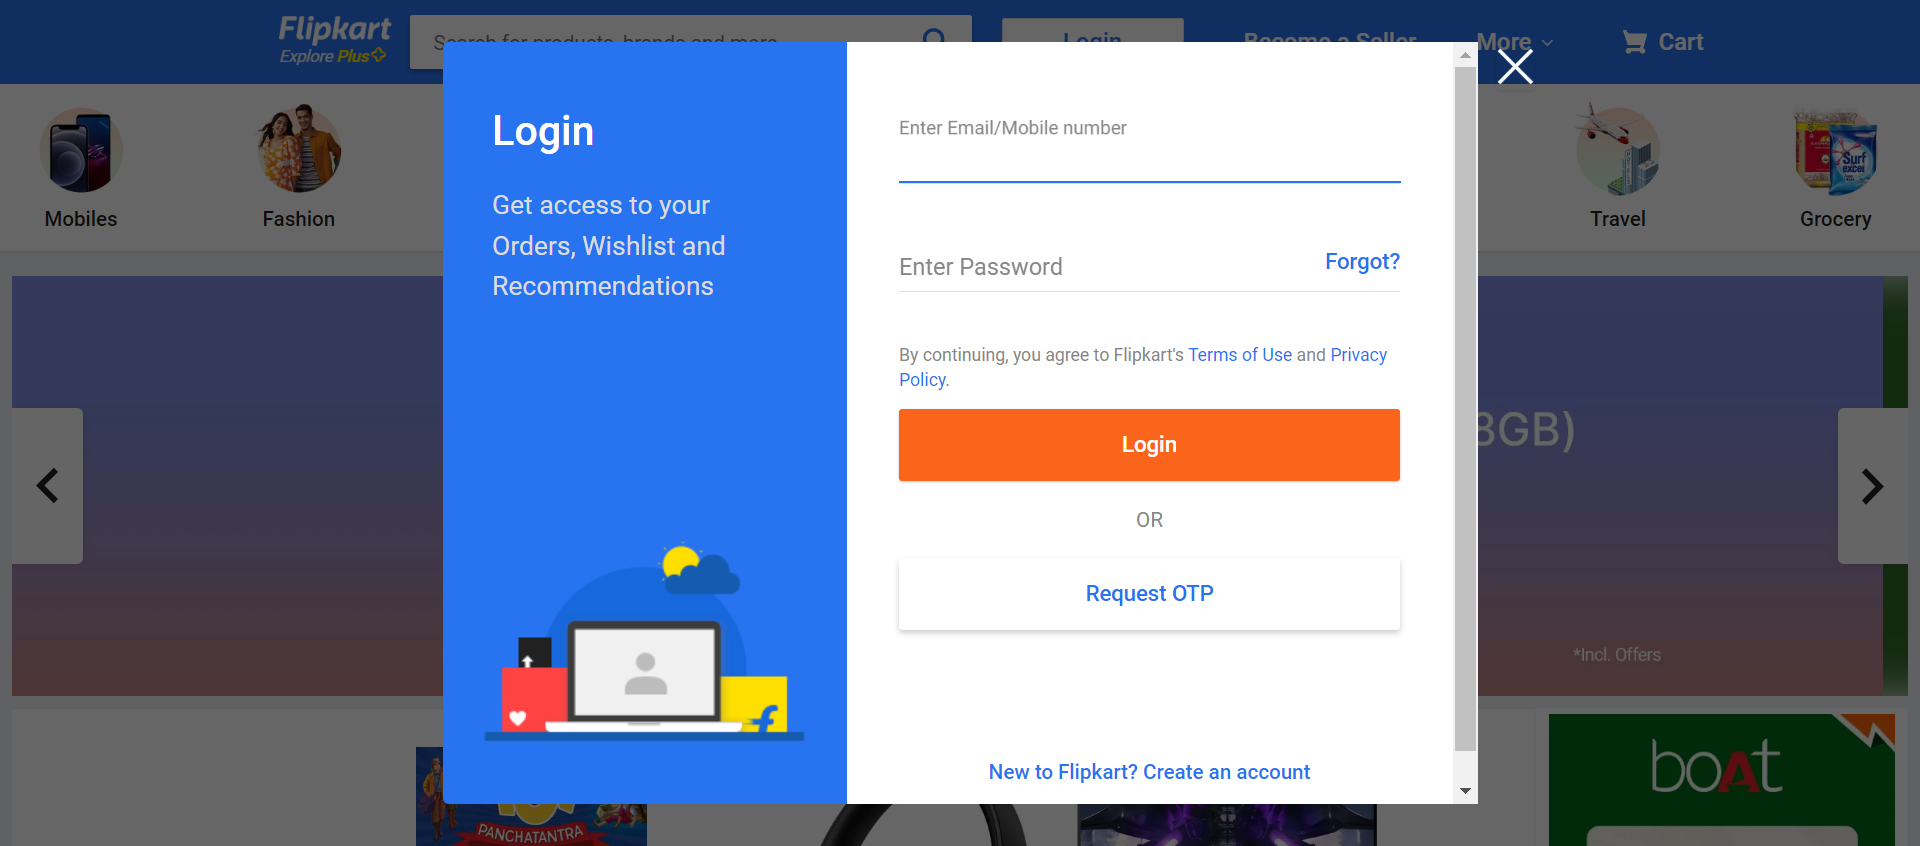 Flipkart
Explore Plus
Search for products, brands and more
Login
Become a Seller
More
Cart
Mobiles
Fashion
Travel
Grocery
Surf
excel
Login
Get access to your
Orders, Wishlist and
Recommendations
Enter Email/Mobile number
Enter Password
Forgot?
By continuing, you agree to Flipkart's Terms of Use and Privacy
Policy.
Login
OR
Request OTP
New to Flipkart? Create an account
8GB)
*Incl. Offers
PANCHATANTRA
boAt